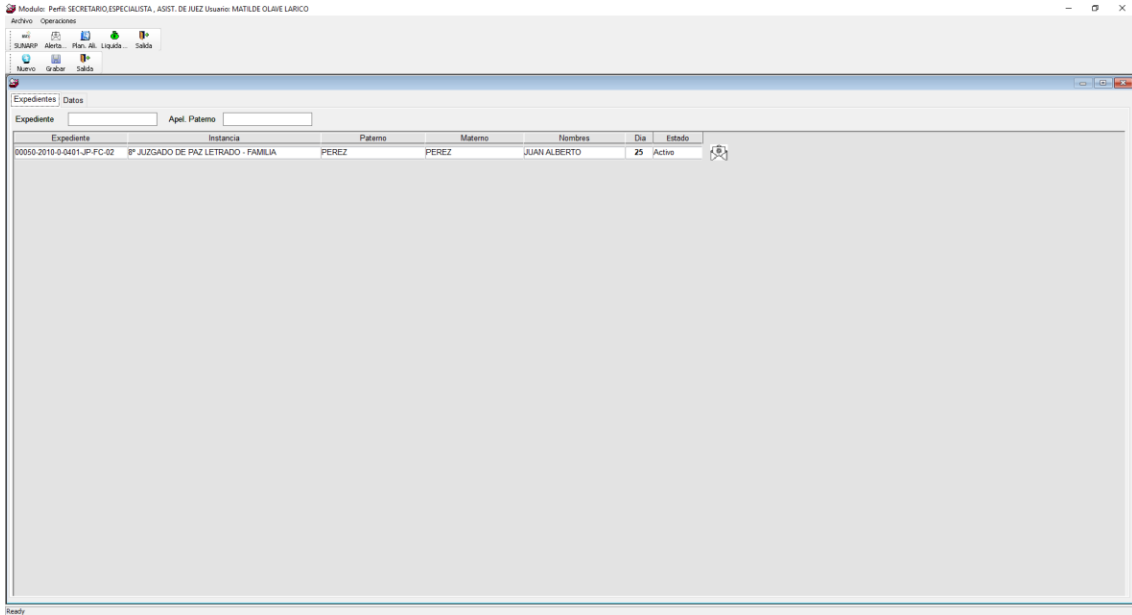 Modulo: Perfil: SECRETARIO,ESPECIALISTA , ASIST. DE JUEZ Usuario: MATILDE OLAVE LARICO
Archivo Operaciones
SUNARP Alerta... Plan. Ali. Liquida... Salida
Nuevo Grabar Salida
Expedientes Datos
Expediente Apel. Paterno
Expediente Instancia Paterno Materno Nombres Dia Estado
00050-2010-0-0401-JP-FC-02 8º JUZGADO DE PAZ LETRADO - FAMILIA PEREZ PEREZ JUAN ALBERTO 25 Activo
Ready